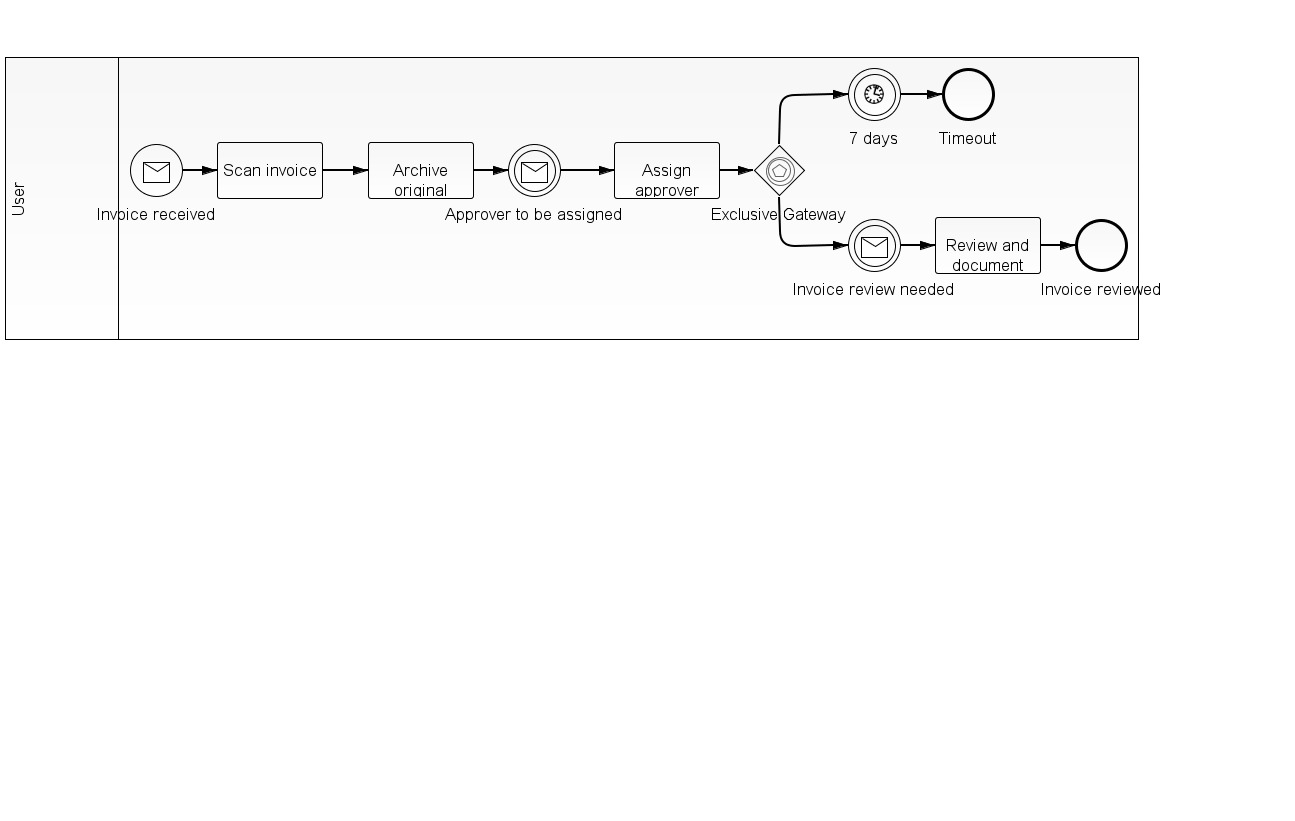 User
Invoice received
Scan invoice
Archive
original
Approver to be assigned
Assign
approver
Exclusive Gateway
7 days
Timeout
Invoice review needed
Review and
document
Invoice reviewed